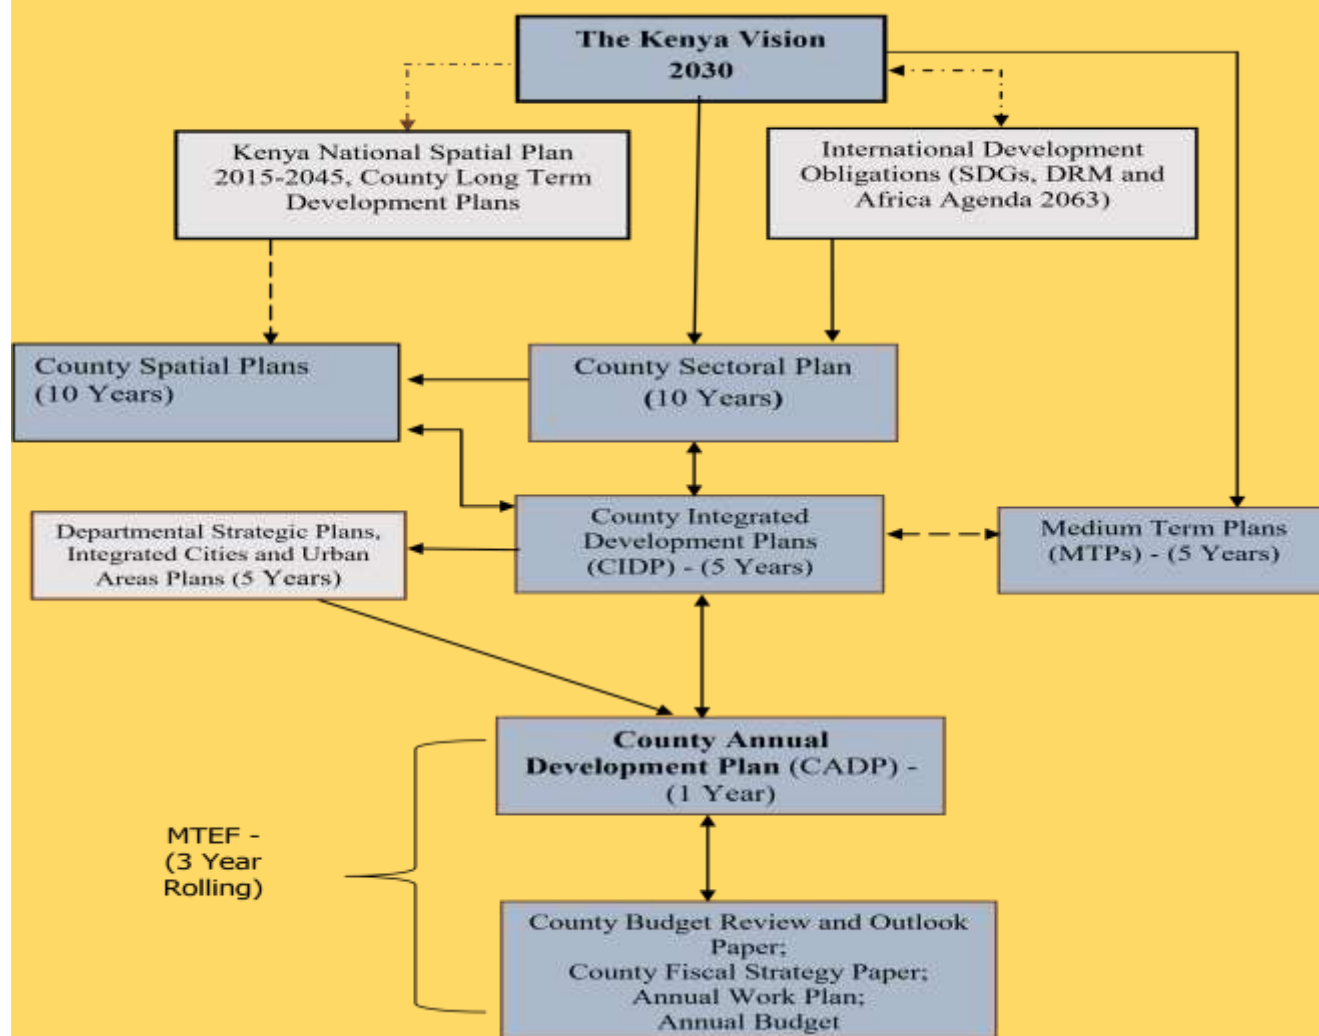 The Kenya Vision
2030
Kenya National Spatial Plan
2015-2045, County Long Term
Development Plans
International Development
Obligations (SDGs, DRM and
Africa Agenda 2063)
County Spatial Plans
(10 Years)
County Sectoral Plan
(10 Years)
Departmental Strategic Plans,
Integrated Cities and Urban
Areas Plans (5 Years)
County Integrated
Development Plans
(CIDP) - (5 Years)
Medium Term Plans
(MTPs) - (5 Years)
County Annual
Development Plan (CADP) -
(1 Year)
MTEF -
(3 Year
Rolling)
County Budget Review and Outlook
Paper;
County Fiscal Strategy Paper;
Annual Work Plan;
Annual Budget